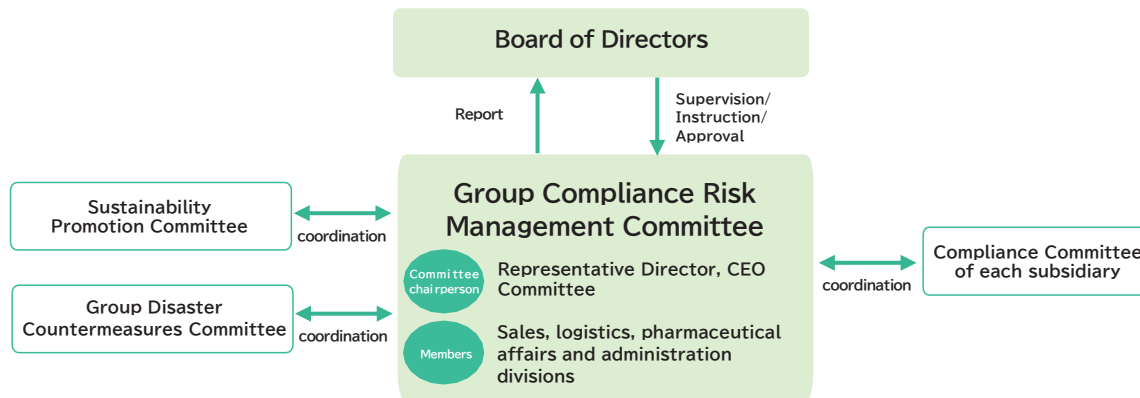 Board of Directors
Report
Supervision/
Instruction/
Approval
Group Compliance Risk
Management Committee
Sustainability
Promotion Committee
coordination
Committee
chairperson
Representative Director, CEO
Committee
Compliance Committee
of each subsidiary
coordination
Group Disaster
Countermeasures Committee
coordination
Members
Sales, logistics, pharmaceutical
affairs and administration
divisions